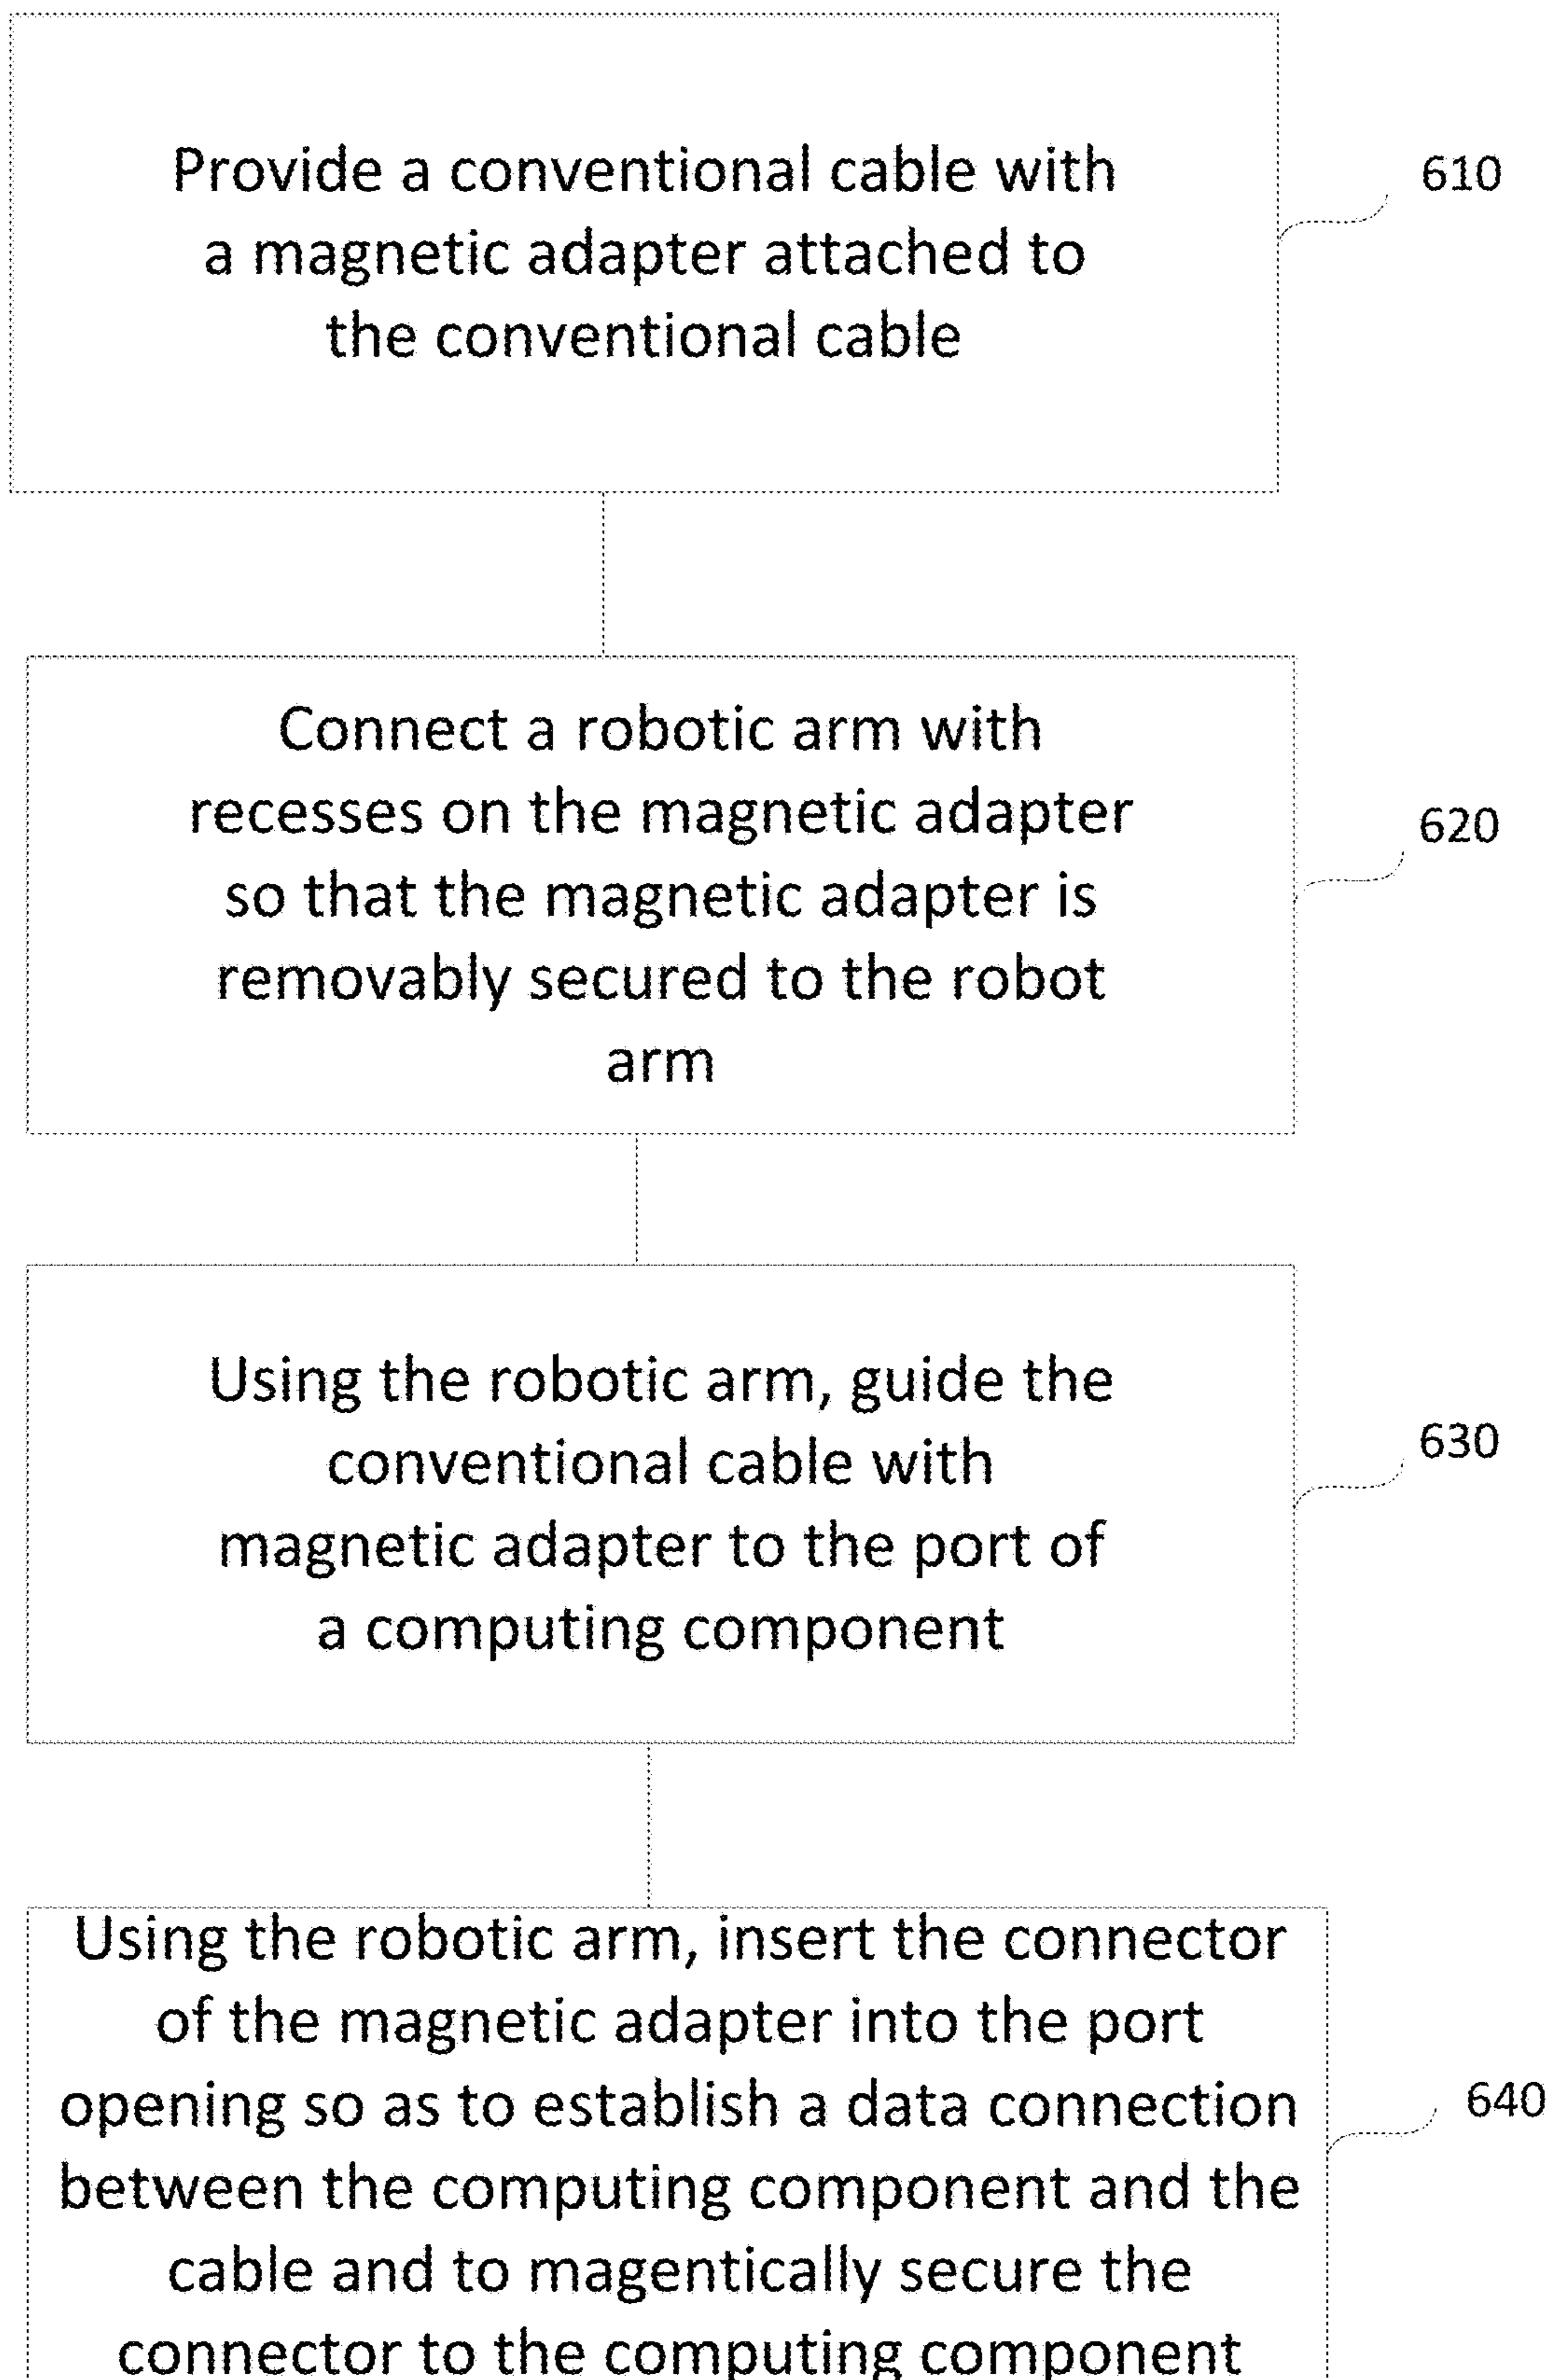 Provide a conventional cable with
a magnetic adapter attached to
the conventional cable
610
Connect a robotic arm with
recesses on the magnetic adapter
so that the magnetic adapter is
removably secured to the robot
arm
620
Using the robotic arm, guide the
conventional cable with
magnetic adapter to the port of
a computing component
630
Using the robotic arm, insert the connector
of the magnetic adapter into the port
opening so as to establish a data connection
between the computing component and the
cable and to magentically secure the
connector to the computing component
640